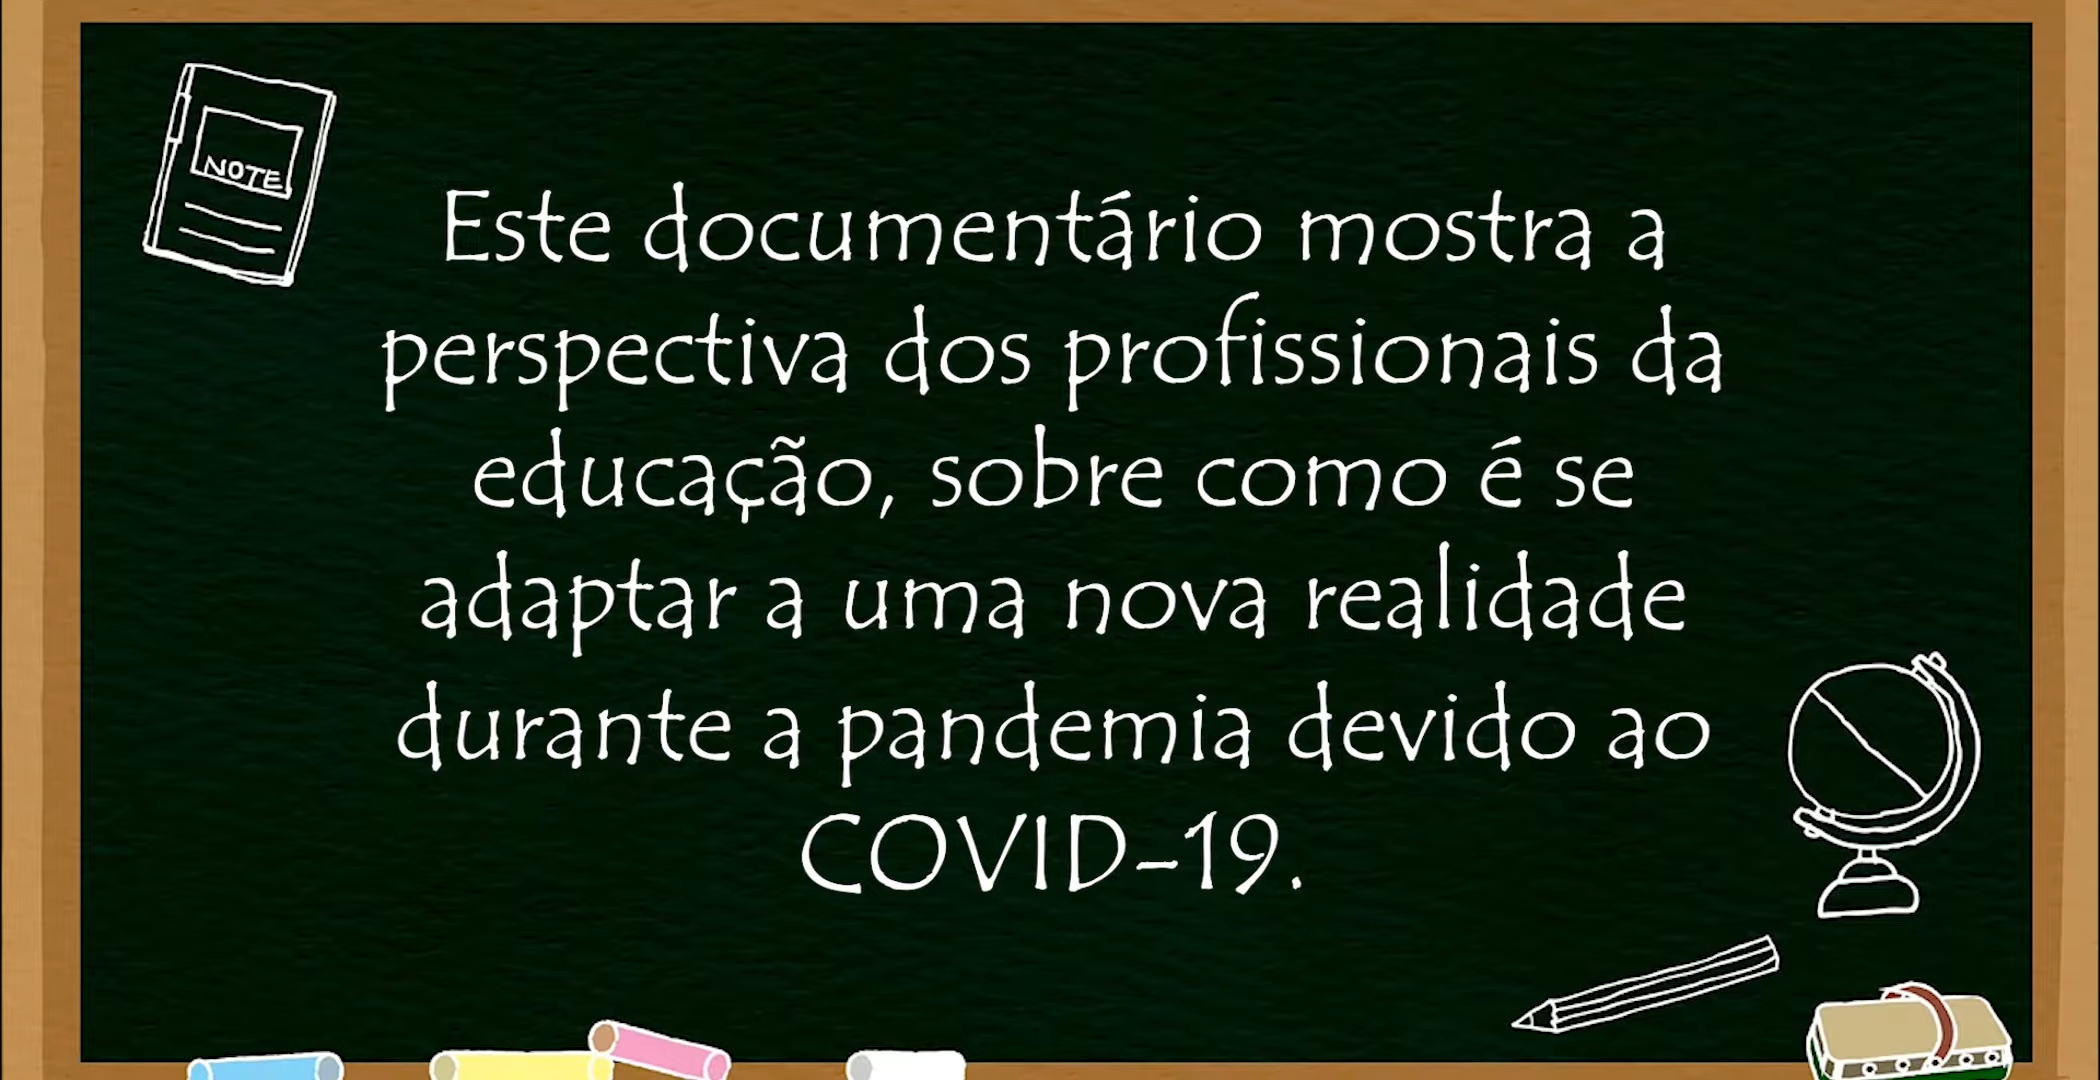 NOTE
Este documentário mostra a
perspectiva dos profissionais da
educação, sobre como é se
adaptar a uma nova realidade
durante a pandemia devido ao
COVID-19.